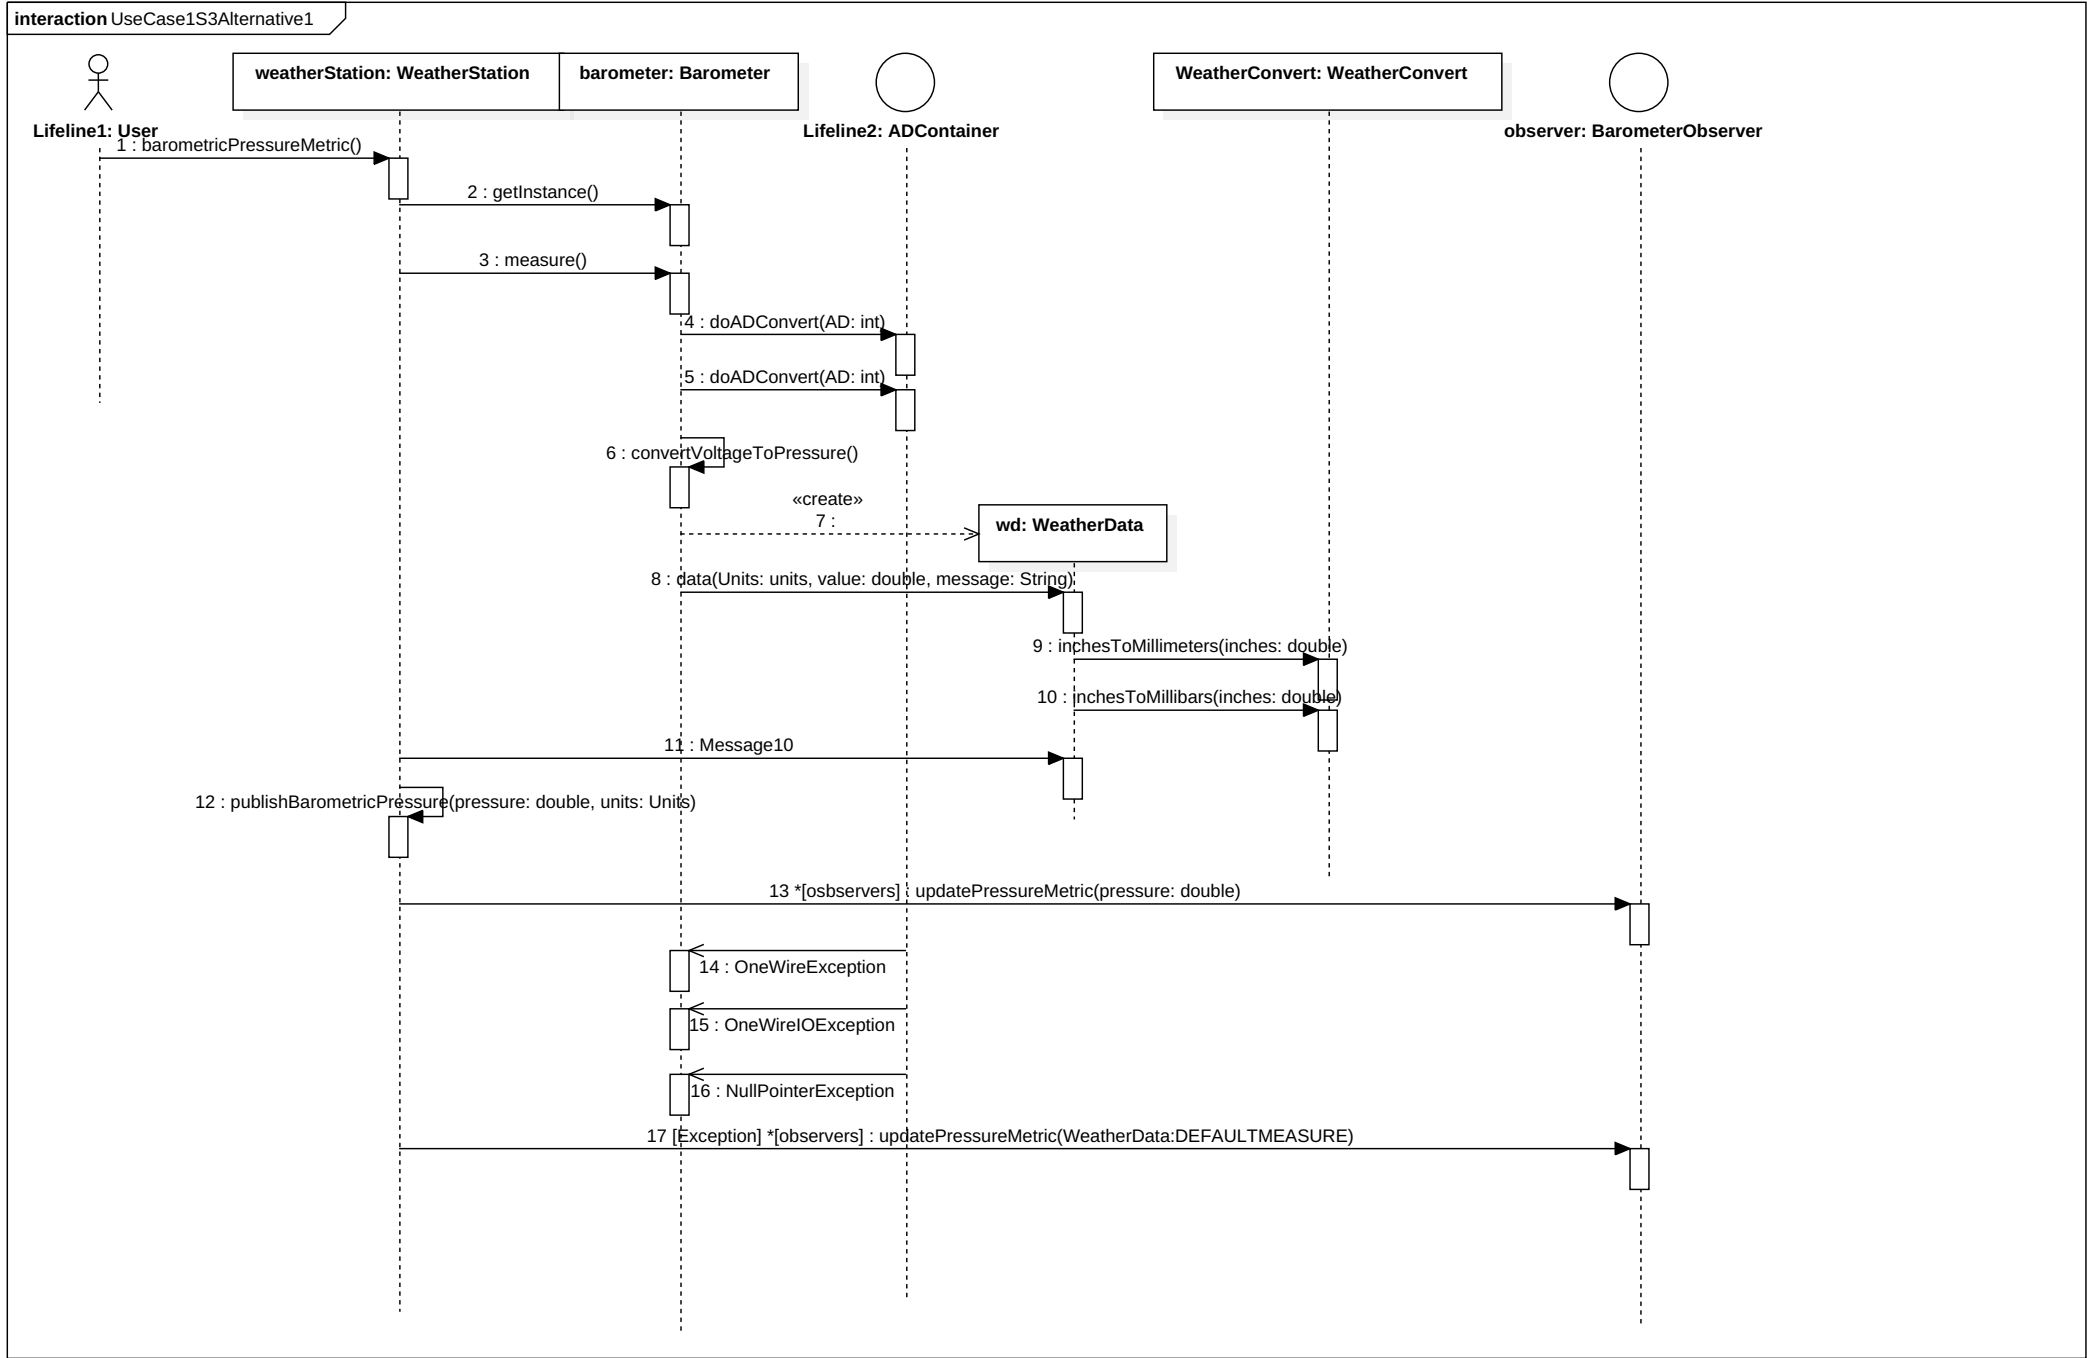 interaction UseCase1S3Alternative1
weatherStation: WeatherStation
barometer: Barometer
WeatherConvert: WeatherConvert
Lifeline1: User
Lifeline2: ADContainer
observer: BarometerObserver
1 : barometricPressureMetric()
2 : getInstance()
3 : measure()
4 : doADConvert(AD: int)
5 : doADConvert(AD: int)
6 : convertVoltageToPressure()
«create»
7 :
wd: WeatherData
8 : data(Units: units, value: double, message: String)
9 : inchesToMillimeters(inches: double)
10 : inchesToMillibars(inches: double)
11 : Message10
12 : publishBarometricPressure(pressure: double, units: Units)
13 *[osbservers] : updatePressureMetric(pressure: double)
14 : OneWireException
15 : OneWireIOException
16 : NullPointerException
17 [Exception] *[observers] : updatePressureMetric(WeatherData:DEFAULTMEASURE)